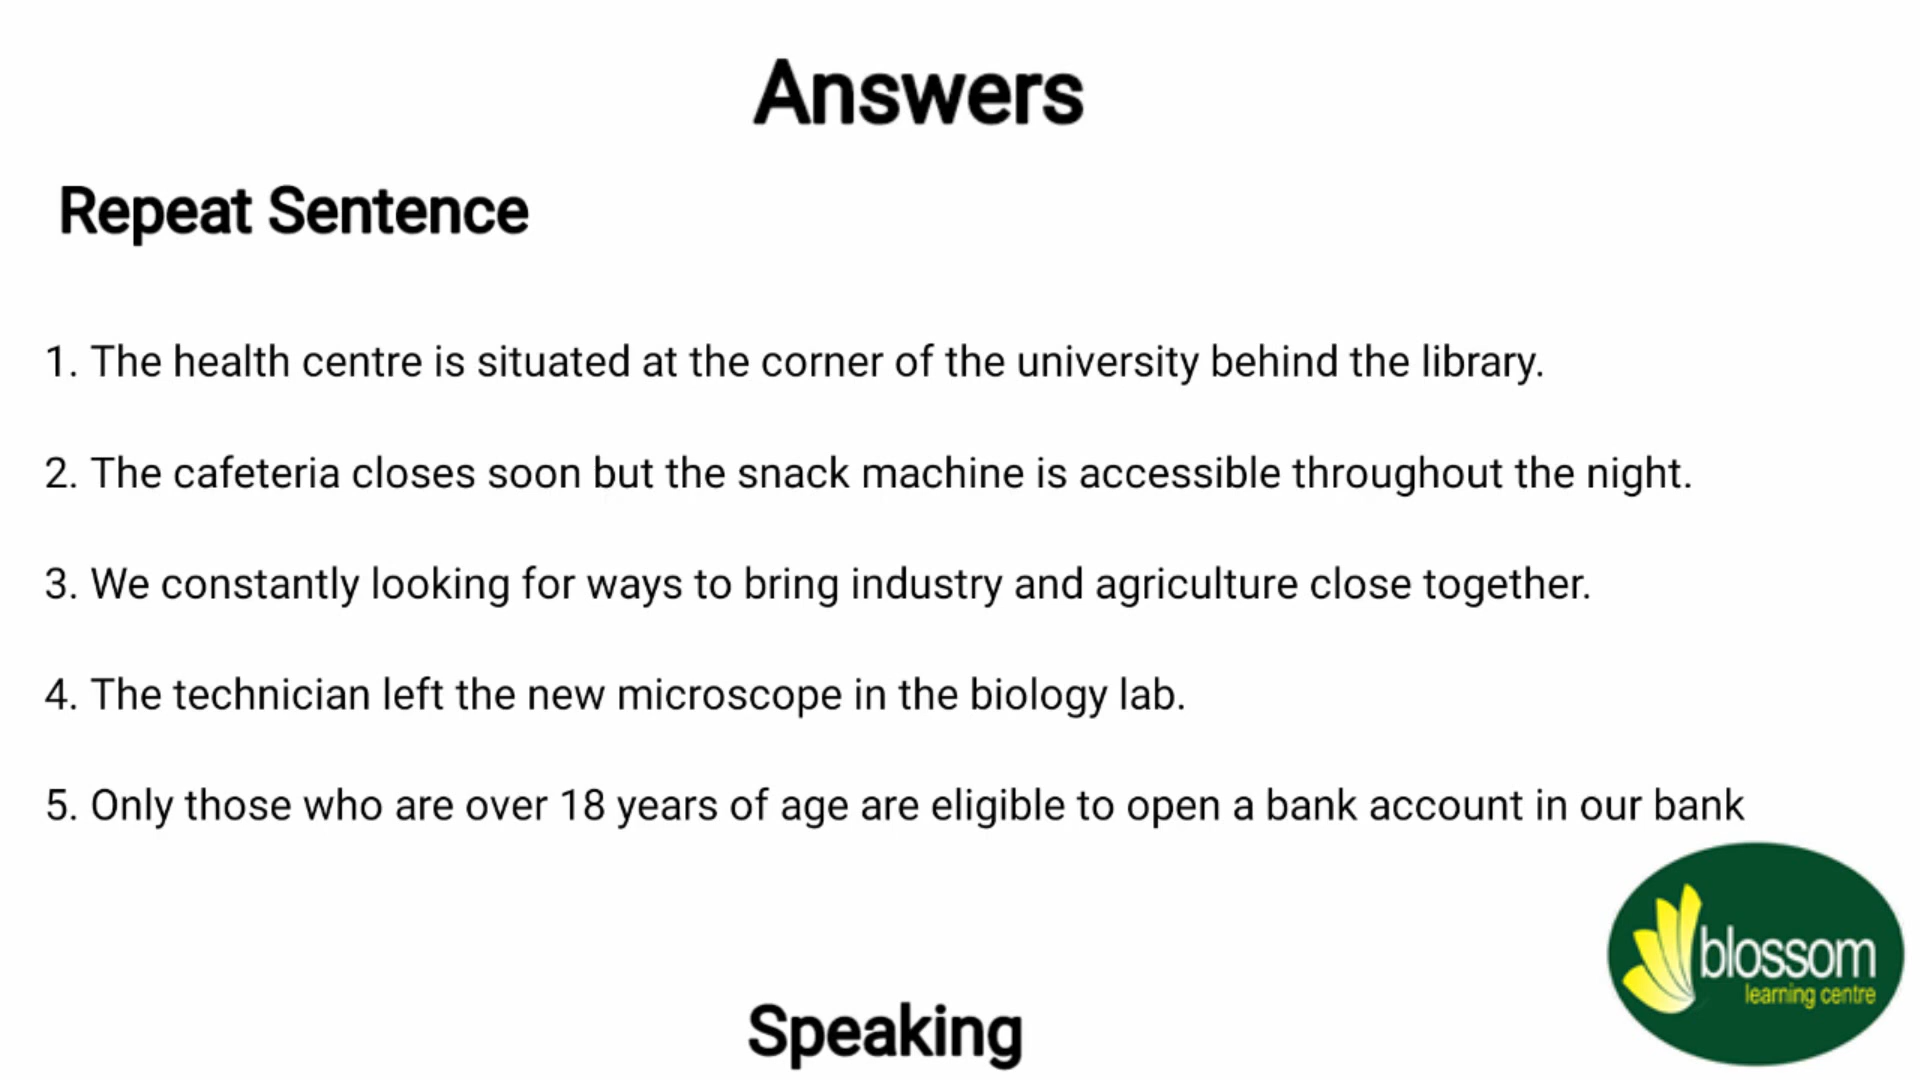 Answers
Repeat Sentence
1. The health centre is situated at the corner of the university behind the library.
2. The cafeteria closes soon but the snack machine is accessible throughout the night.
3. We constantly looking for ways to bring industry and agriculture close together.
4. The technician left the new microscope in the biology lab.
5. Only those who are over 18 years of age are eligible to open a bank account in our bank
blossom
learning centre
Speaking